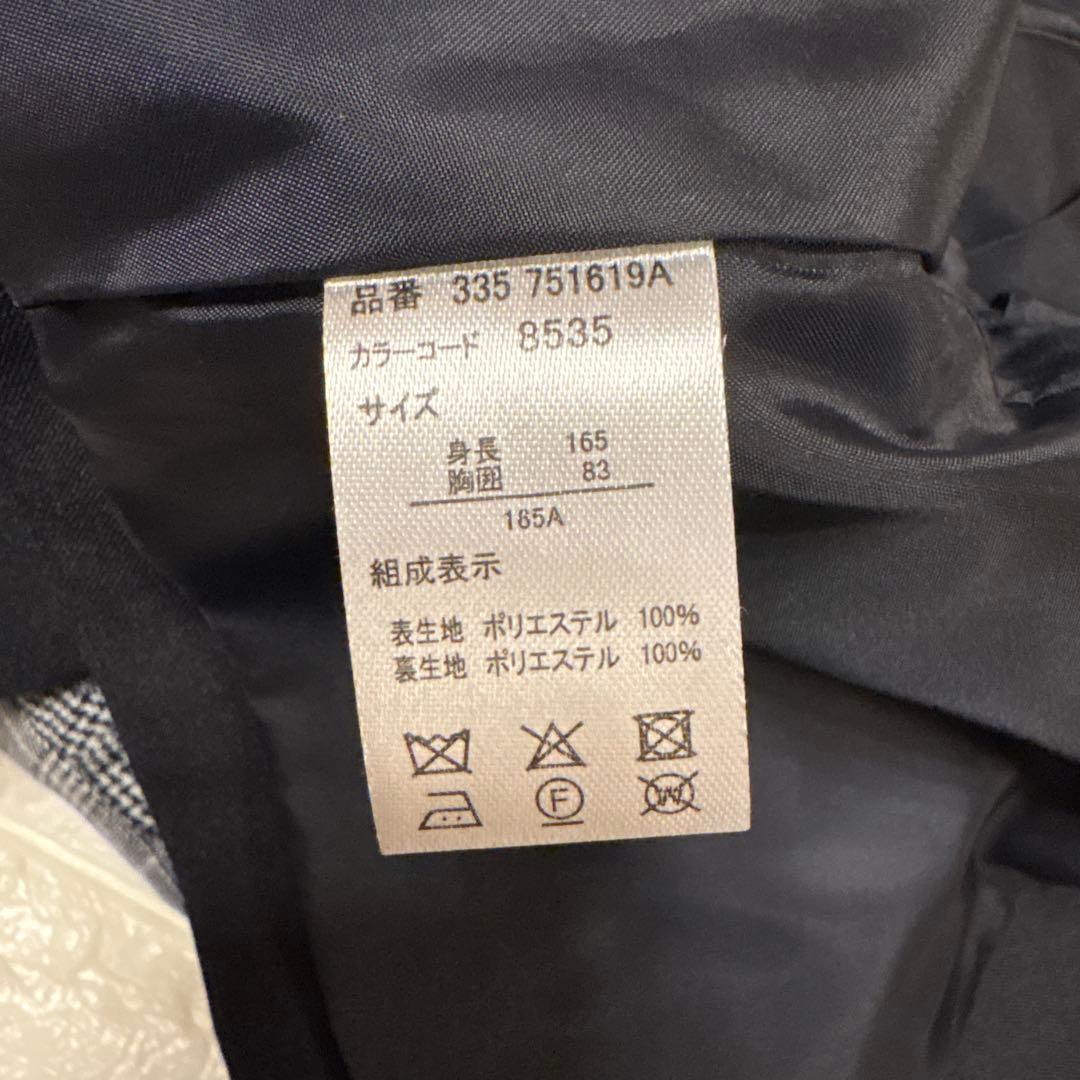 品番 335 751619A
カラーコード 8535
サイズ
身長 165
胸囲 83
165A
組成表示
表生地 ポリエステル 100%
裏生地 ポリエステル 100%
F
W